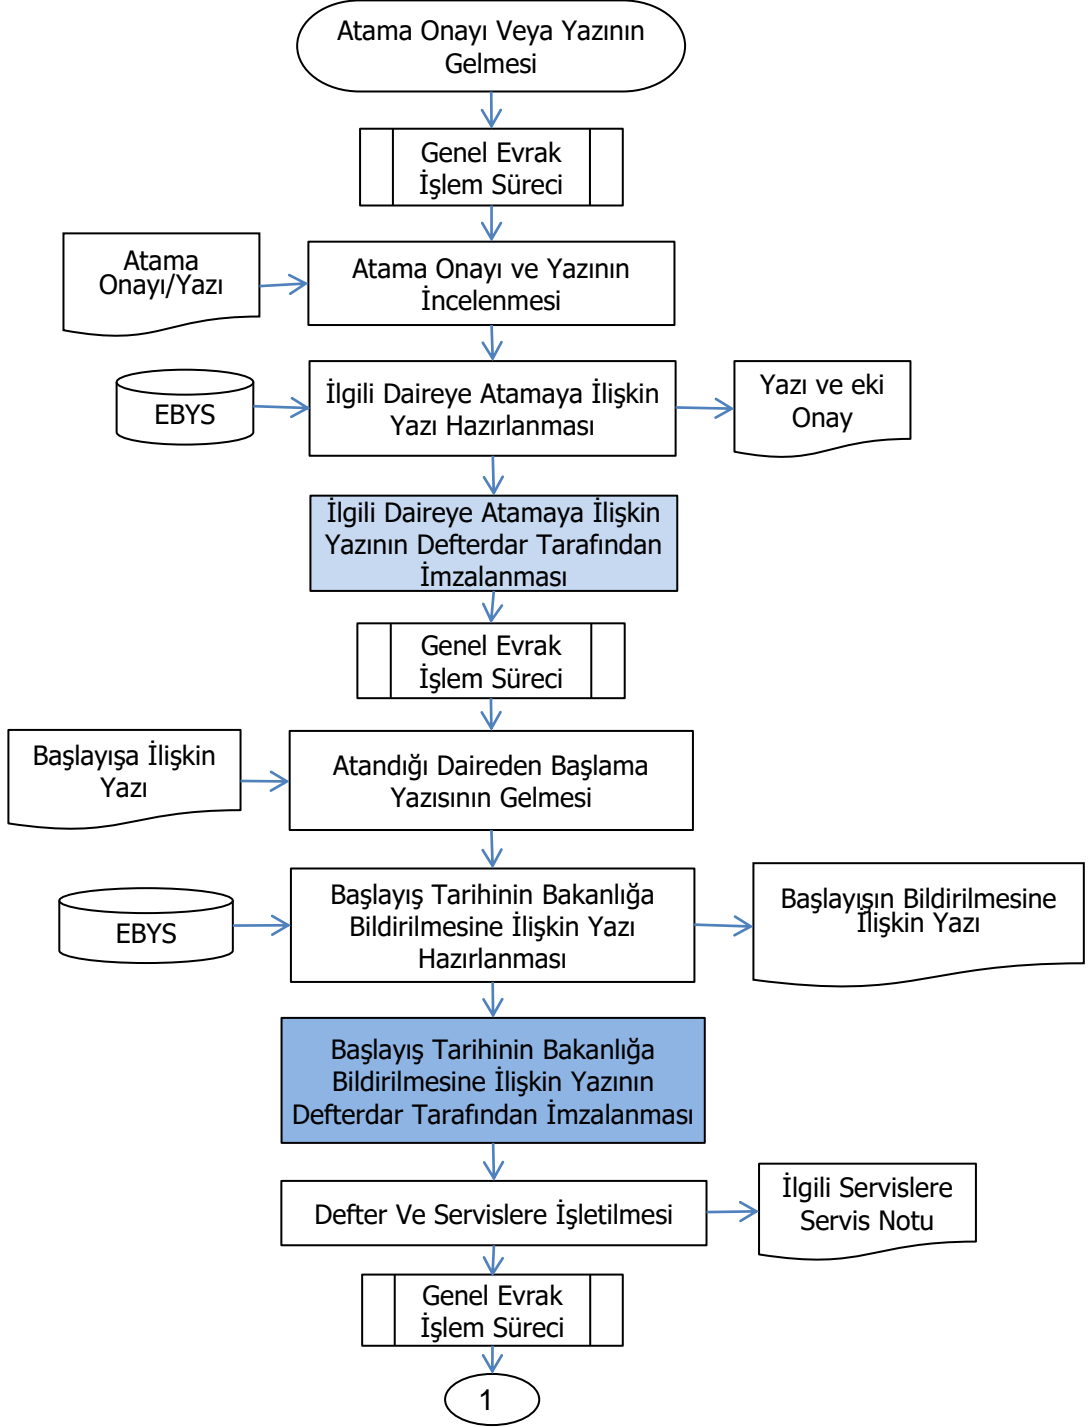 Atama Onayı Veya Yazının
Gelmesi
Genel Evrak
İşlem Süreci
Atama
Onayı/Yazı
Atama Onayı ve Yazının
İncelenmesi
EBYS
İlgili Daireye Atamaya İlişkin
Yazı Hazırlanması
Yazı ve eki
Onay
İlgili Daireye Atamaya İlişkin
Yazının Defterdar Tarafından
İmzalanması
Genel Evrak
İşlem Süreci
Başlayışa İlişkin
Yazı
Atandığı Daireden Başlama
Yazısının Gelmesi
EBYS
Başlayış Tarihinin Bakanlığa
Bildirilmesine İlişkin Yazı
Hazırlanması
Başlayışın Bildirilmesine
İlişkin Yazı
Başlayış Tarihinin Bakanlığa
Bildirilmesine İlişkin Yazının
Defterdar Tarafından İmzalanması
Defter Ve Servislere İşletilmesi
İlgili Servislere
Servis Notu
Genel Evrak
İşlem Süreci
1